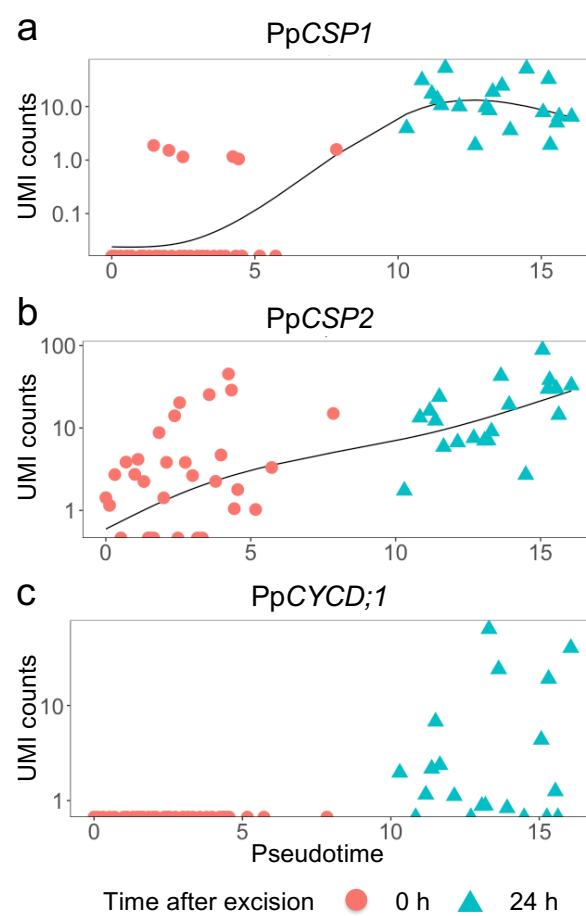 a
PpCSP1
UMI counts
10.0
1.0
0.1
0 5 10 15
b
PpCSP2
UMI counts
100
10
1
0 5 10 15
c
PpCYCD;1
UMI counts
10
1
0 5 10 15
Pseudotime
Time after excision 0 h 24 h